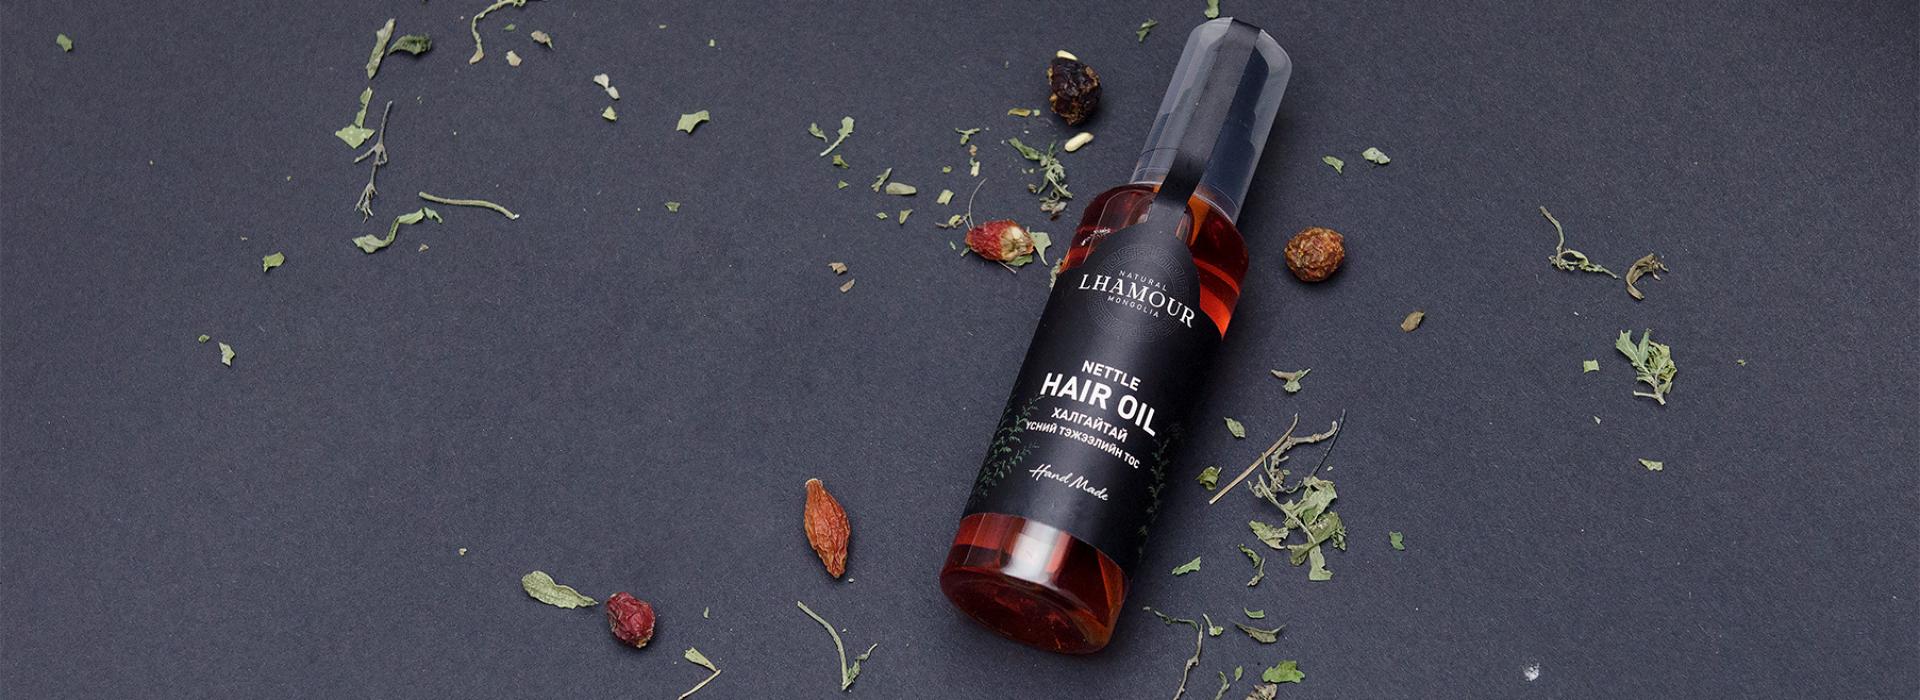 NATURAL
LHAMOUR
MONGOLIA
NETTLE
HAIR OIL
ХАЛГАЙТАЙ
ҮСНИЙ ТЭЖЭЭЛИЙН ТОС
Hand Made